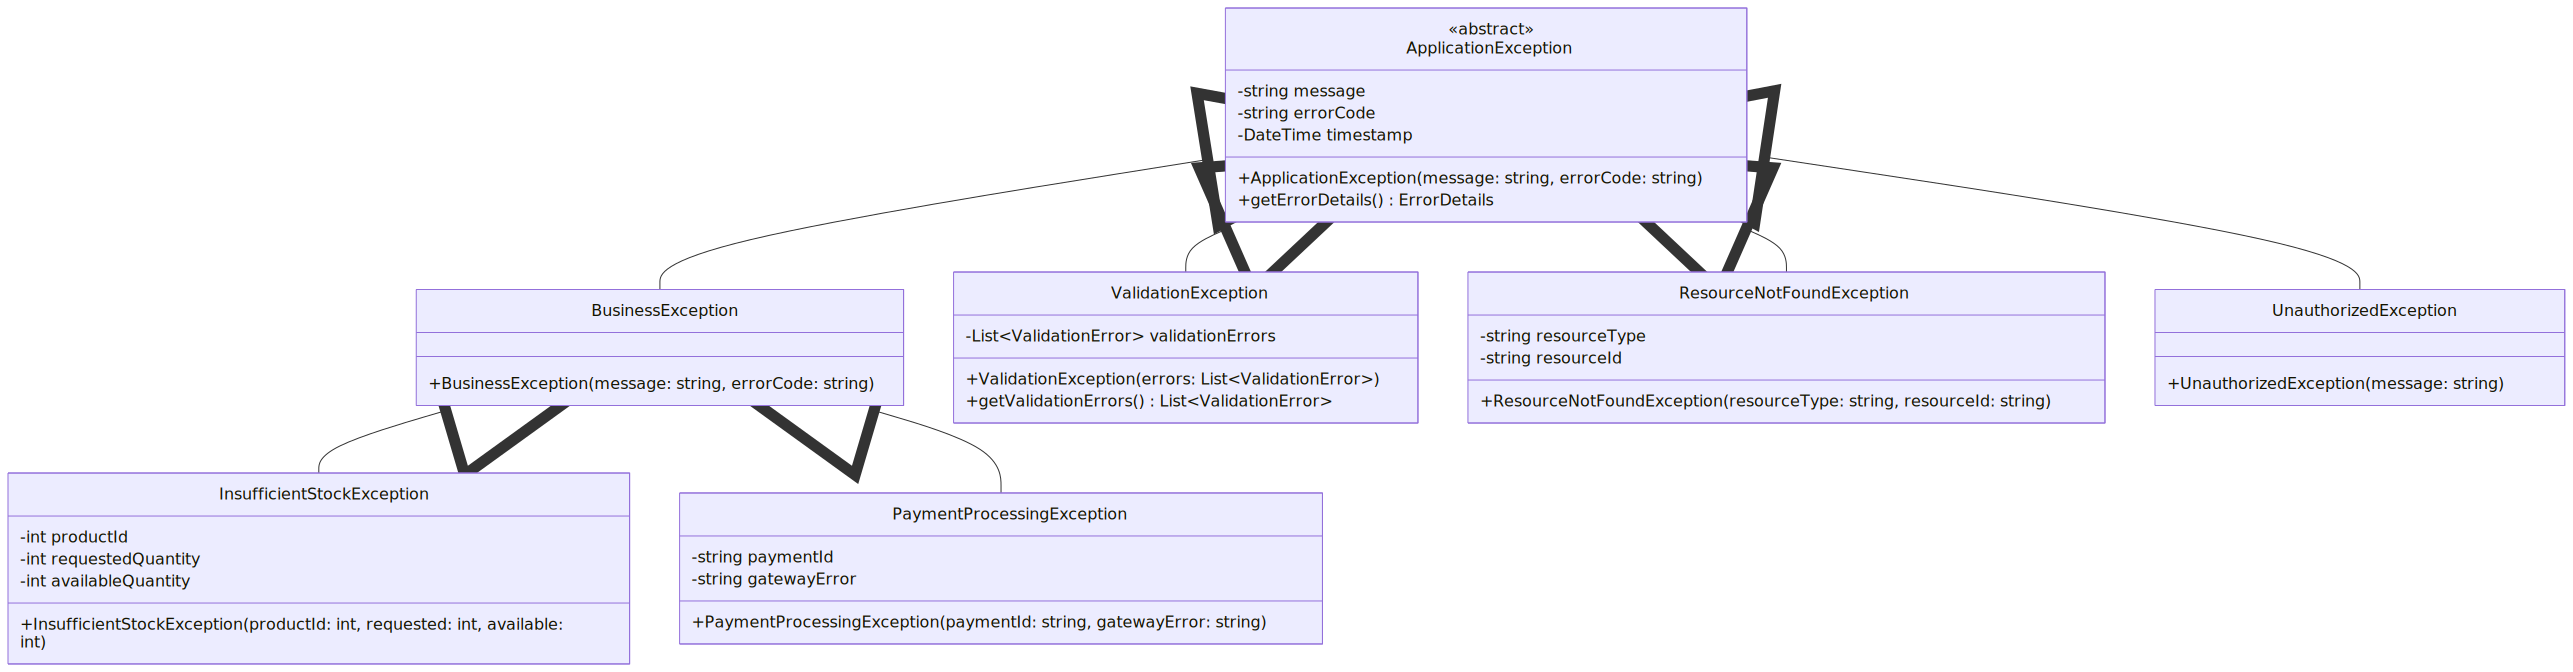 «abstract»
ApplicationException
-string message
-string errorCode
-DateTime timestamp
+ApplicationException(message: string, errorCode: string)
+getErrorDetails() : ErrorDetails
BusinessException
+BusinessException(message: string, errorCode: string)
ValidationException
-List<ValidationError> validationErrors
+ValidationException(errors: List<ValidationError>)
+getValidationErrors() : List<ValidationError>
ResourceNotFoundException
-string resourceType
-string resourceId
+ResourceNotFoundException(resourceType: string, resourceId: string)
UnauthorizedException
+UnauthorizedException(message: string)
InsufficientStockException
-int productId
-int requestedQuantity
-int availableQuantity
+InsufficientStockException(productId: int, requested: int, available:
int)
PaymentProcessingException
-string paymentId
-string gatewayError
+PaymentProcessingException(paymentId: string, gatewayError: string)